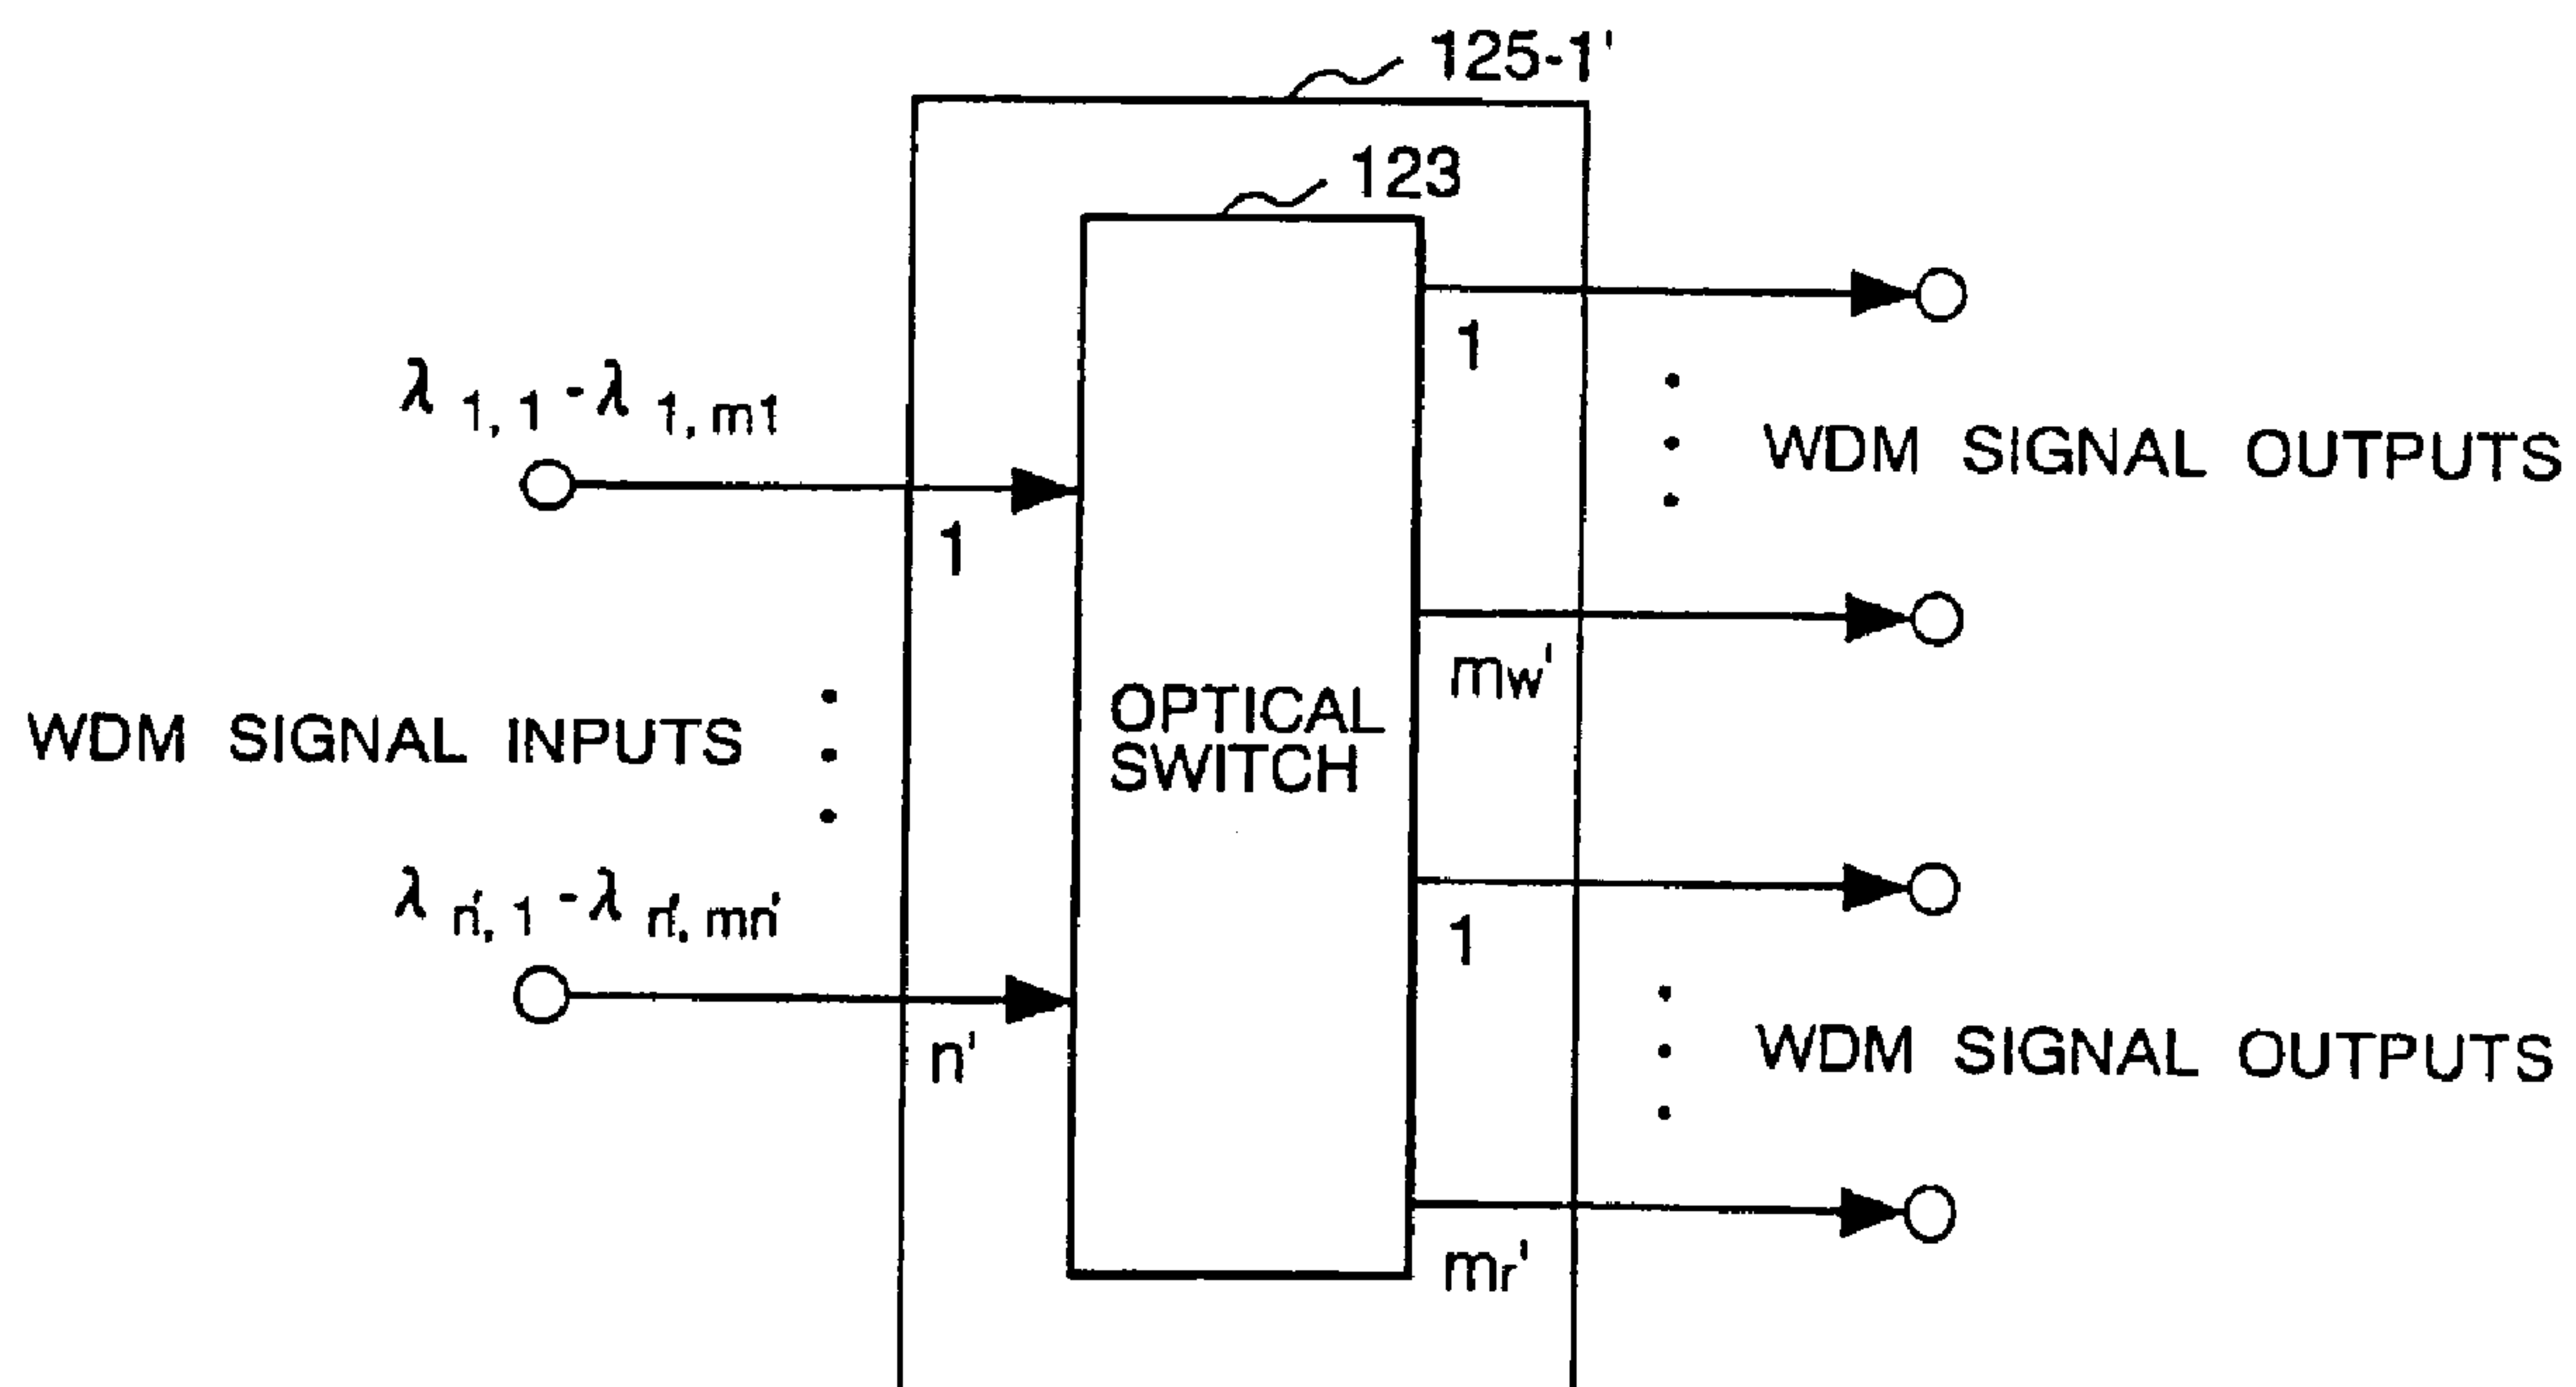 125-1'
123
1
λ 1, 1 - λ 1, m1
WDM SIGNAL OUTPUTS
1
mw'
OPTICAL
SWITCH
WDM SIGNAL INPUTS
λ n', 1 - λ n', mn'
1
n'
WDM SIGNAL OUTPUTS
mr'